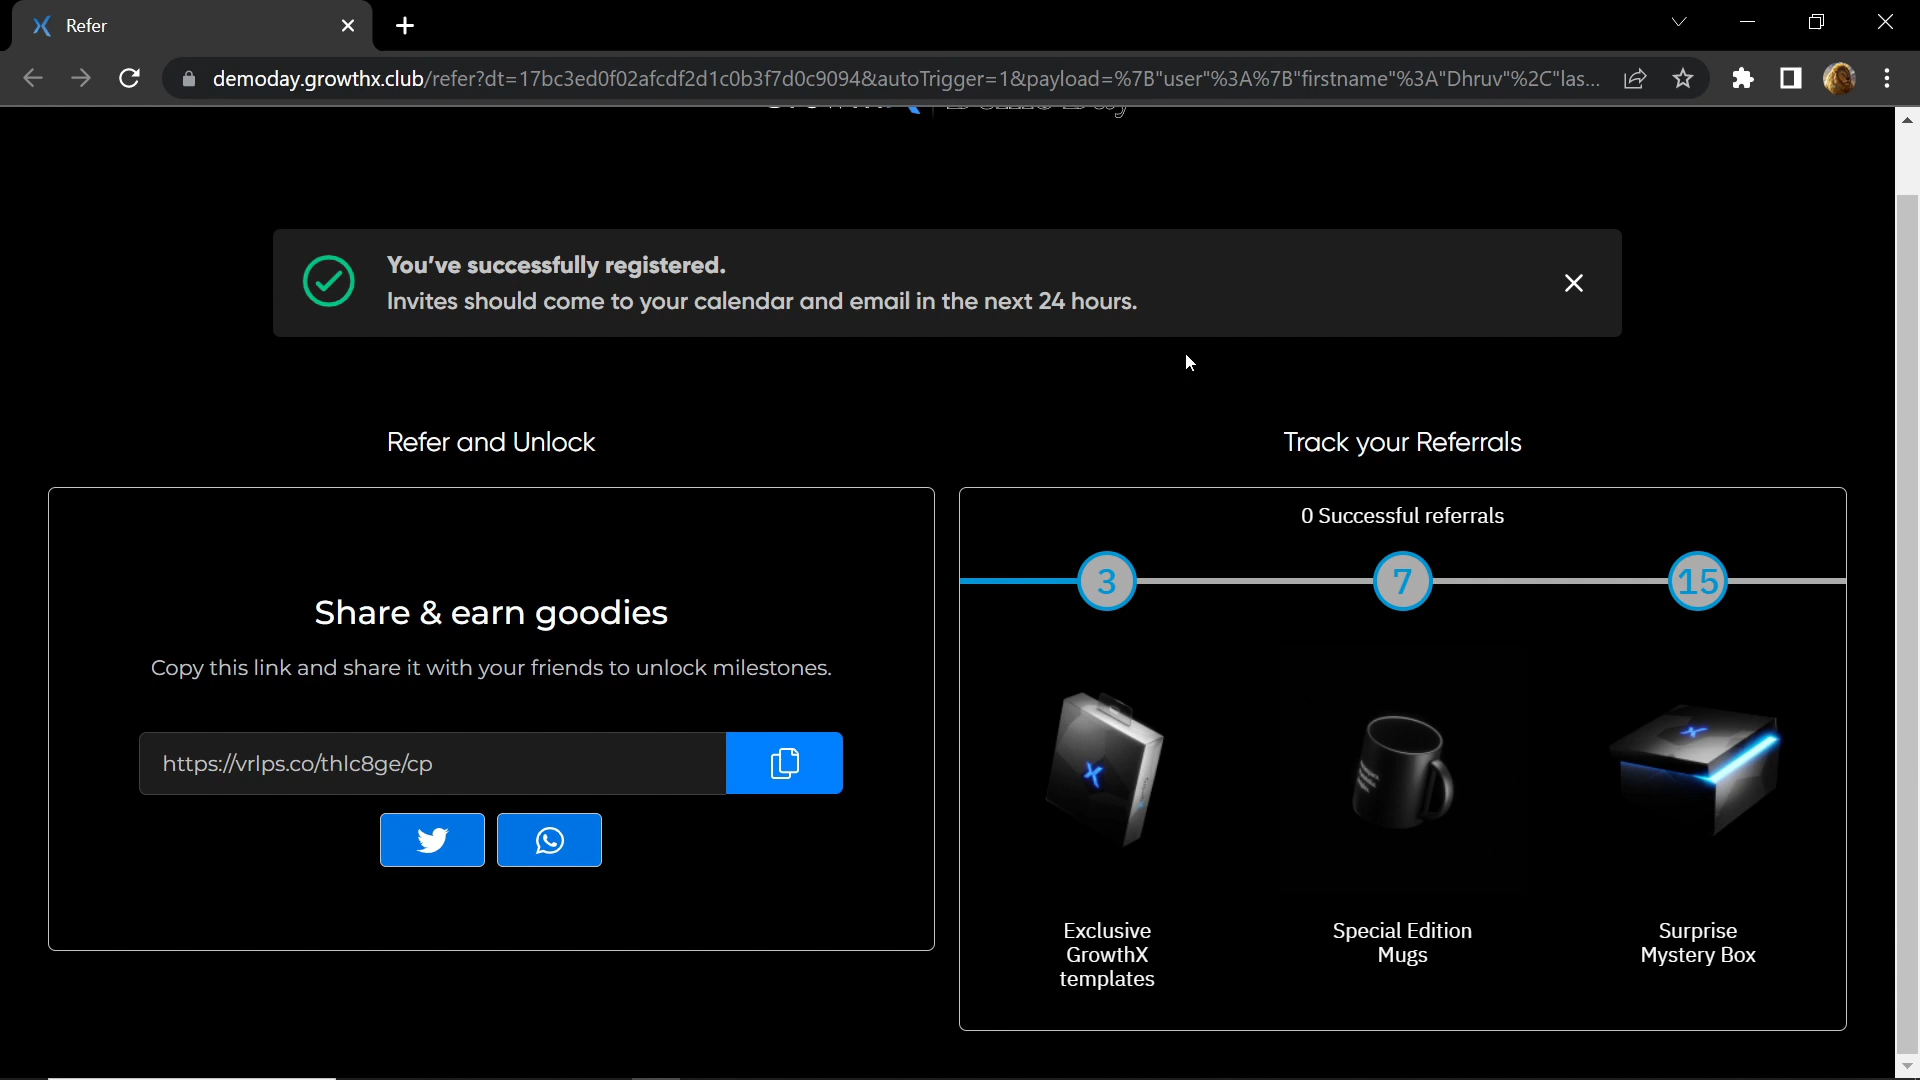 Refer
demoday.growthx.club/refer?dt=17bc3ed0f02afcdf2d1c0b3f7d0c9094&autoTrigger=1&payload=%7B"user"%3A%7B"firstname"%3A"Dhruv"%2C"las...
You've successfully registered.
Invites should come to your calendar and email in the next 24 hours.
Refer and Unlock
Track your Referrals
0 Successful referrals
3 7 15
Share & earn goodies
Copy this link and share it with your friends to unlock milestones.
https://vrlps.co/thlc8ge/cp
Exclusive
GrowthX
templates
Special Edition
Mugs
Surprise
Mystery Box